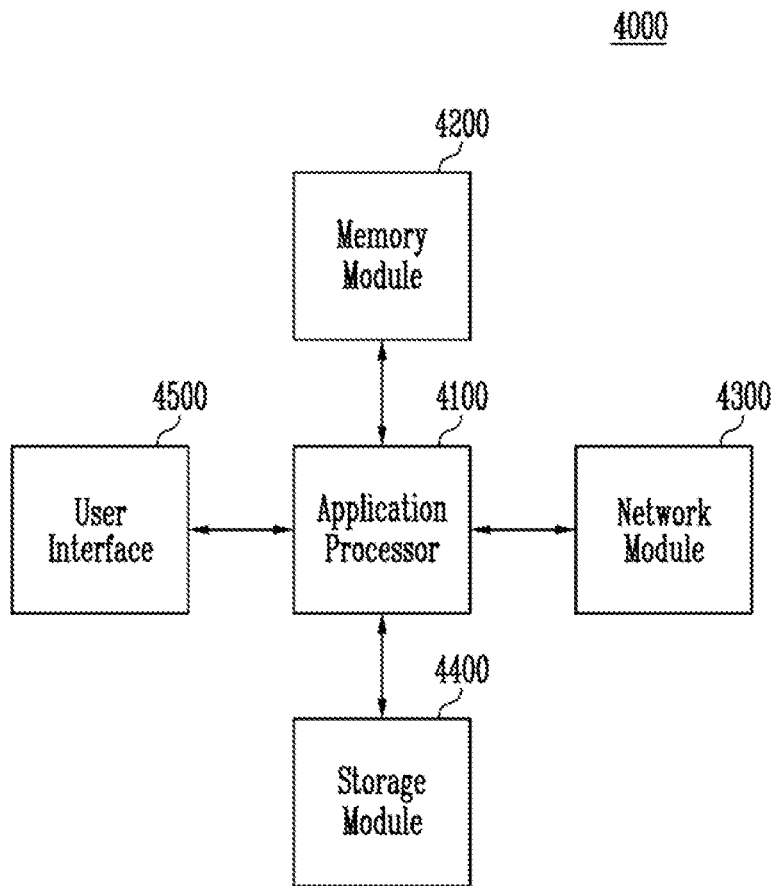 4000
4200
Memory
Module
4500
4100
4300
User
Interface
Application
Processor
Network
Module
4400
Storage
Module